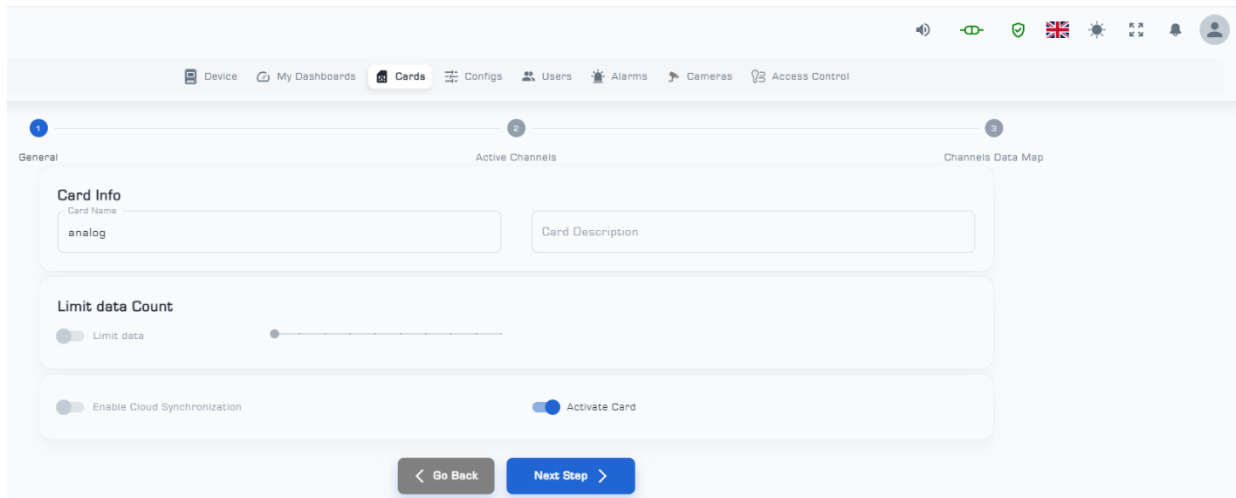 Device My Dashboards Cards Configs Users Alarms Cameras Access Control
1 2 3
General Active Channels Channels Data Map
Card Info
Card Name
analog Card Description
Limit data Count
Limit data
Enable Cloud Synchronization Activate Card
Go Back Next Step